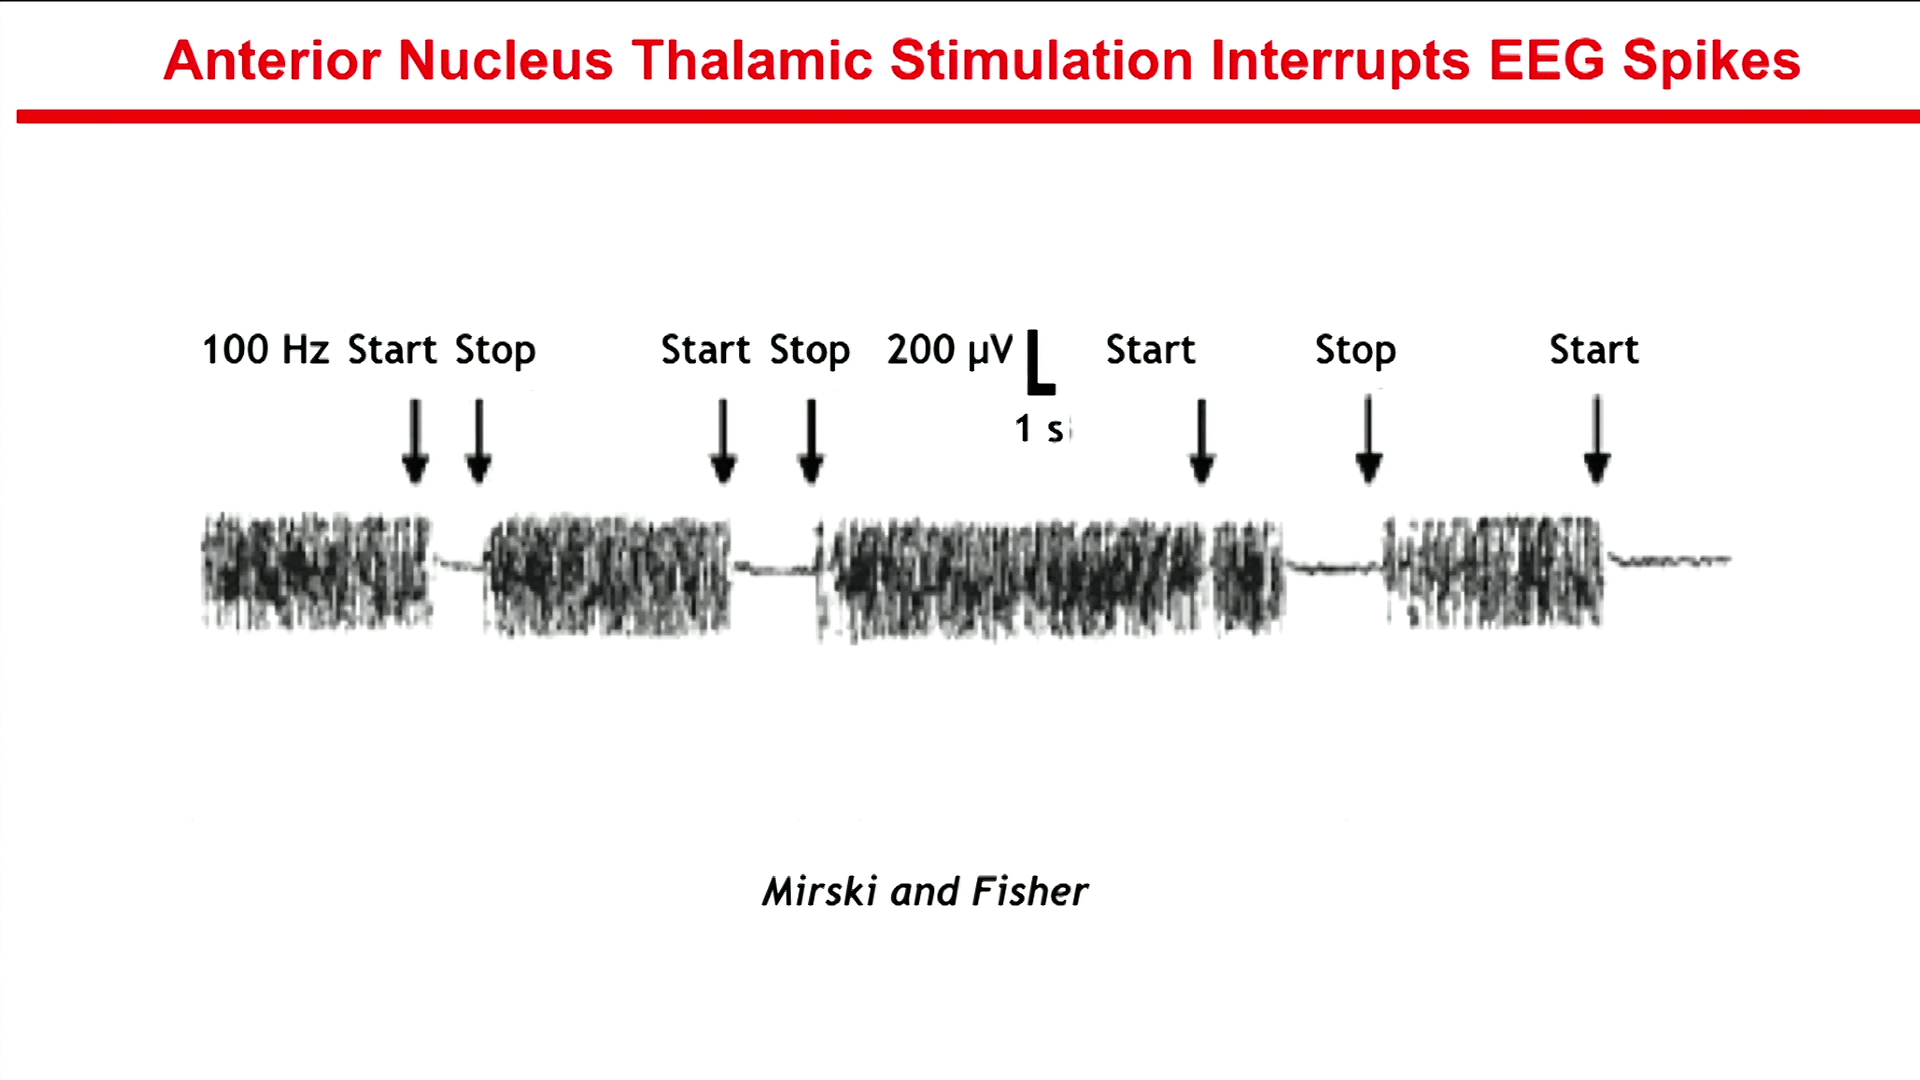 Anterior Nucleus Thalamic Stimulation Interrupts EEG Spikes
100 Hz Start Stop Start Stop 200 µV Start Stop Start
1 s
Mirski and Fisher